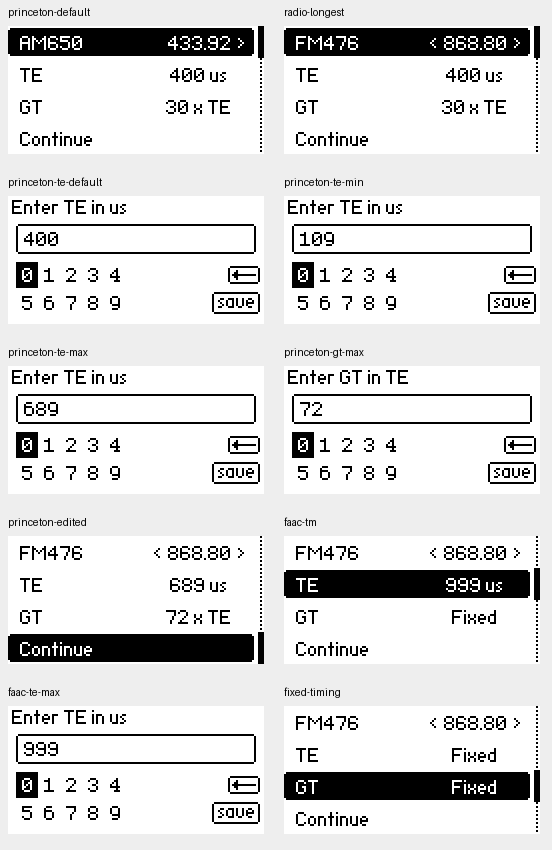 princeton-default
AM650 433.92 >
TE 400 us
GT 30 x TE
Continue
radio-longest
FM476 < 868.80 >
TE 400 us
GT 30 x TE
Continue
princeton-te-default
Enter TE in us
400
0 1 2 3 4
5 6 7 8 9 save
princeton-te-min
Enter TE in us
109
0 1 2 3 4
5 6 7 8 9 save
princeton-te-max
Enter TE in us
689
0 1 2 3 4
5 6 7 8 9 save
princeton-gt-max
Enter GT in TE
72
0 1 2 3 4
5 6 7 8 9 save
princeton-edited
FM476 < 868.80 >
TE 689 us
GT 72 x TE
Continue
faac-tm
FM476 < 868.80 >
TE 999 us
GT Fixed
Continue
faac-te-max
Enter TE in us
999
0 1 2 3 4
5 6 7 8 9 save
fixed-timing
FM476 < 868.80 >
TE Fixed
GT Fixed
Continue